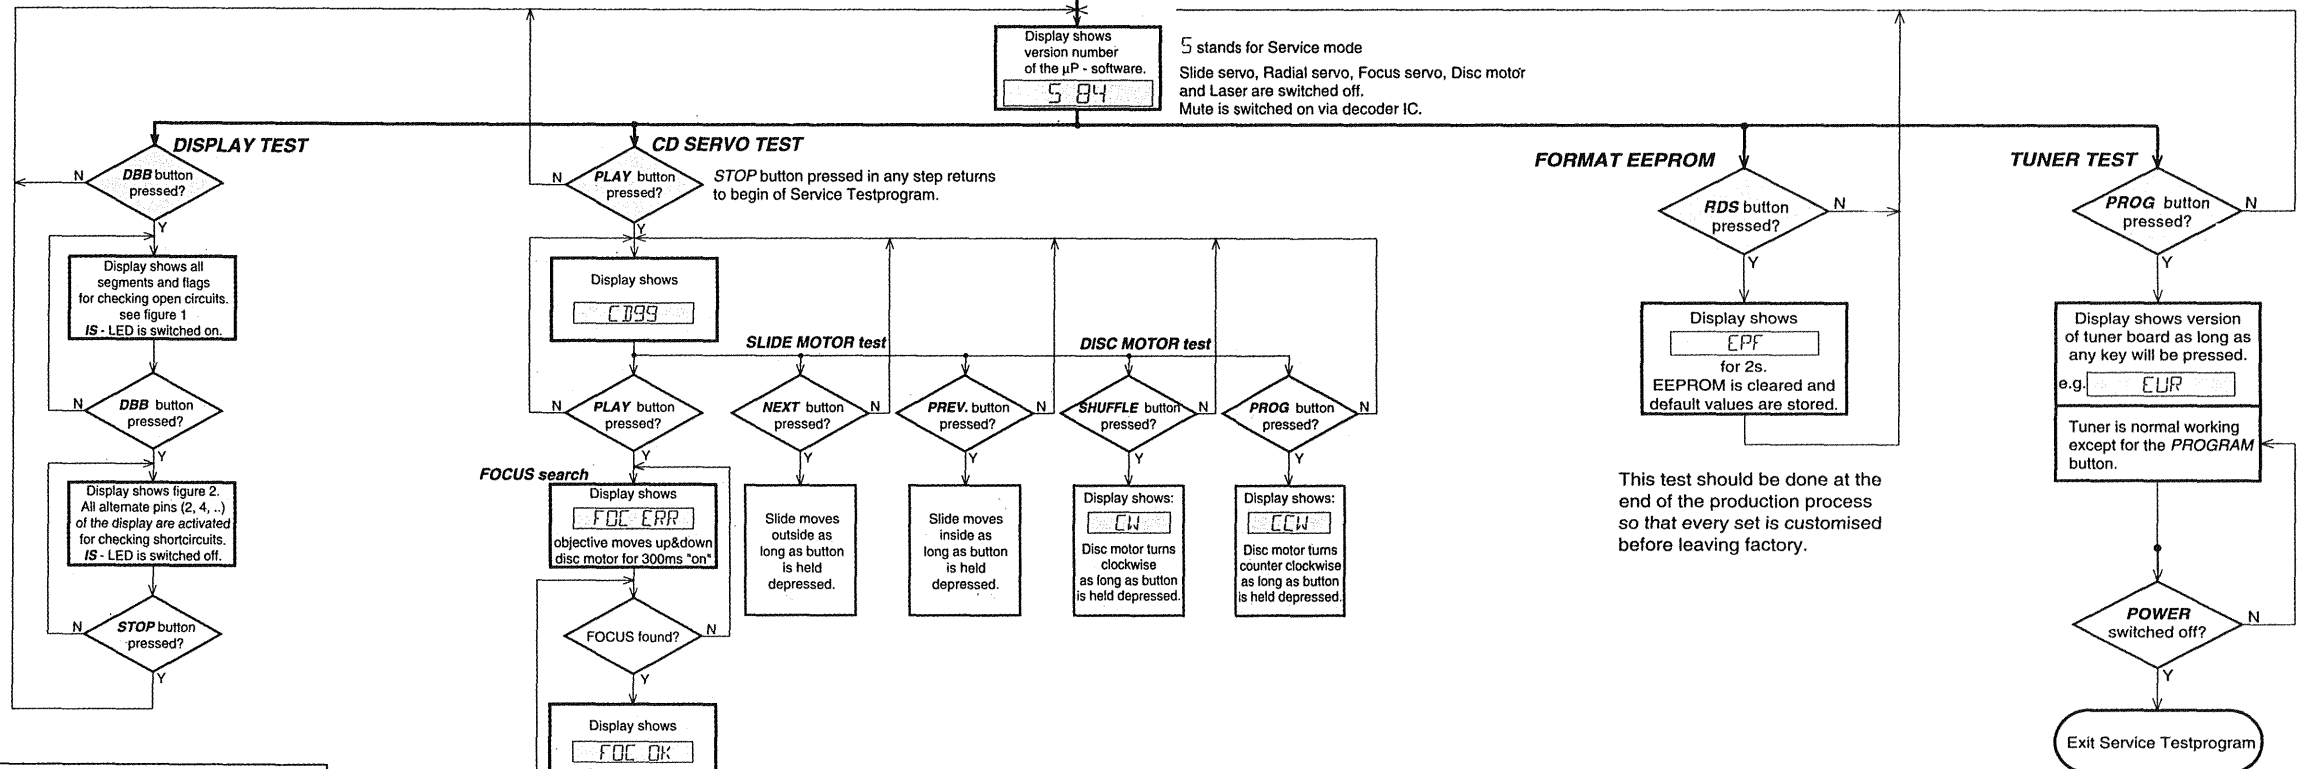 Display shows
version number
of the µP - software.
5 84
5 stands for Service mode
Slide servo, Radial servo, Focus servo, Disc motor
and Laser are switched off.
Mute is switched on via decoder IC.
DISPLAY TEST
DBB button
pressed?
N
Y
Display shows all
segments and flags
for checking open circuits.
see figure 1
IS - LED is switched on.
DBB button
pressed?
N
Y
Display shows figure 2.
All alternate pins (2, 4, ..)
of the display are activated
for checking shortcircuits.
IS - LED is switched off.
STOP button
pressed?
N
Y
CD SERVO TEST
PLAY button
pressed?
N
Y
STOP button pressed in any step returns
to begin of Service Testprogram.
Display shows
CD99
SLIDE MOTOR test
DISC MOTOR test
PLAY button
pressed?
N
Y
NEXT button
pressed?
N
Y
PREV. button
pressed?
N
Y
SHUFFLE button
pressed?
N
Y
PROG button
pressed?
N
Y
FOCUS search
Display shows
FOC ERR
objective moves up&down
disc motor for 300ms "on"
Slide moves
outside as
long as button
is held
depressed.
Slide moves
inside as
long as button
is held
depressed.
Display shows:
CW
Disc motor turns
clockwise
as long as button
is held depressed.
Display shows:
CCW
Disc motor turns
counter clockwise
as long as button
is held depressed.
FOCUS found?
N
Y
Display shows
FOC OK
FORMAT EEPROM
RDS button
pressed?
N
Y
Display shows
EPF
for 2s.
EEPROM is cleared and
default values are stored.
This test should be done at the
end of the production process
so that every set is customised
before leaving factory.
TUNER TEST
PROG button
pressed?
N
Y
Display shows version
of tuner board as long as
any key will be pressed.
e.g. EUR
Tuner is normal working
except for the PROGRAM
button.
POWER
switched off?
N
Y
Exit Service Testprogram